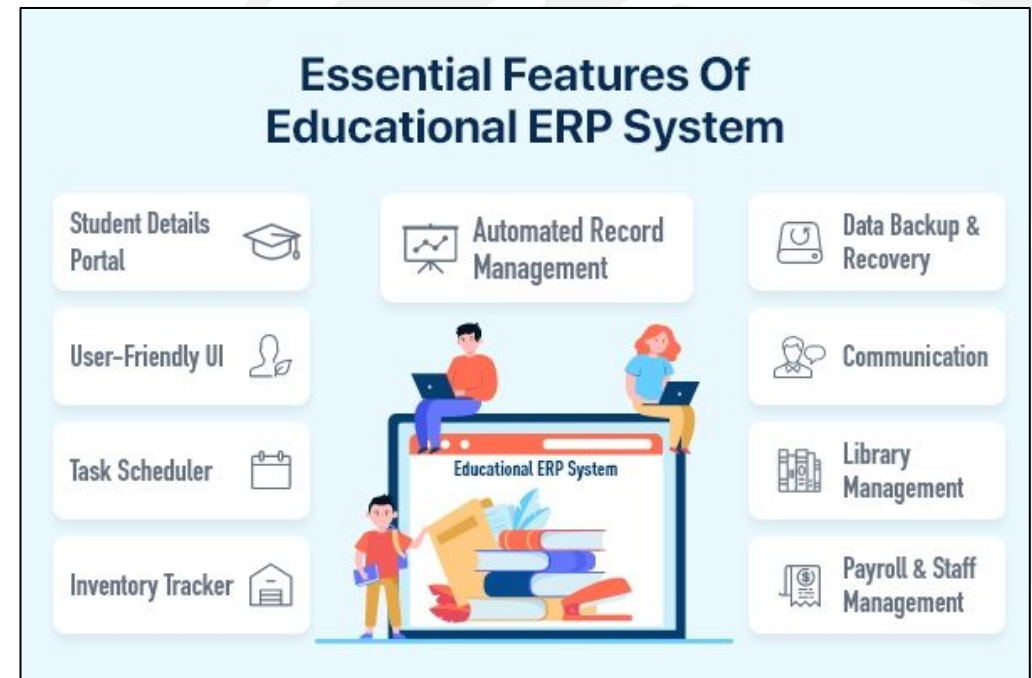 Essential Features Of
Educational ERP System
Student Details
Portal
User-Friendly UI
Task Scheduler
Inventory Tracker
Automated Record
Management
Educational ERP System
Data Backup &
Recovery
Communication
Library
Management
Payroll & Staff
Management